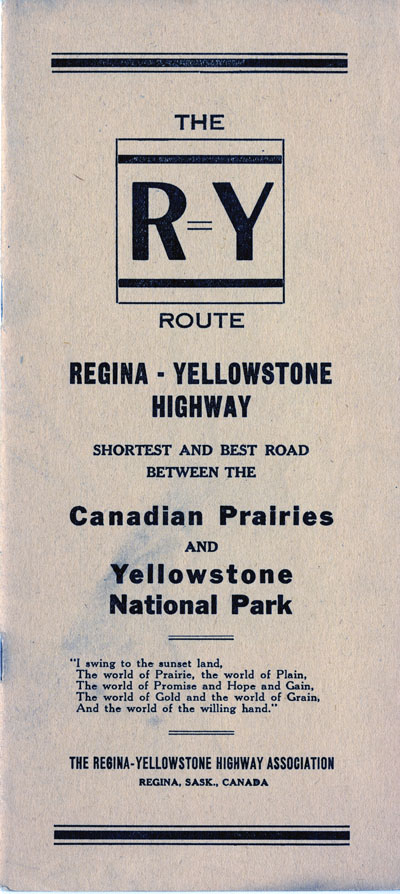 THE
R=Y
ROUTE
REGINA - YELLOWSTONE
HIGHWAY
SHORTEST AND BEST ROAD
BETWEEN THE
Canadian Prairies
AND
Yellowstone
National Park
"I swing to the sunset land,
The world of Prairie, the world of Plain,
The world of Promise and Hope and Gain,
The world of Gold and the world of Grain,
And the world of the willing hand."
THE REGINA-YELLOWSTONE HIGHWAY ASSOCIATION
REGINA, SASK., CANADA